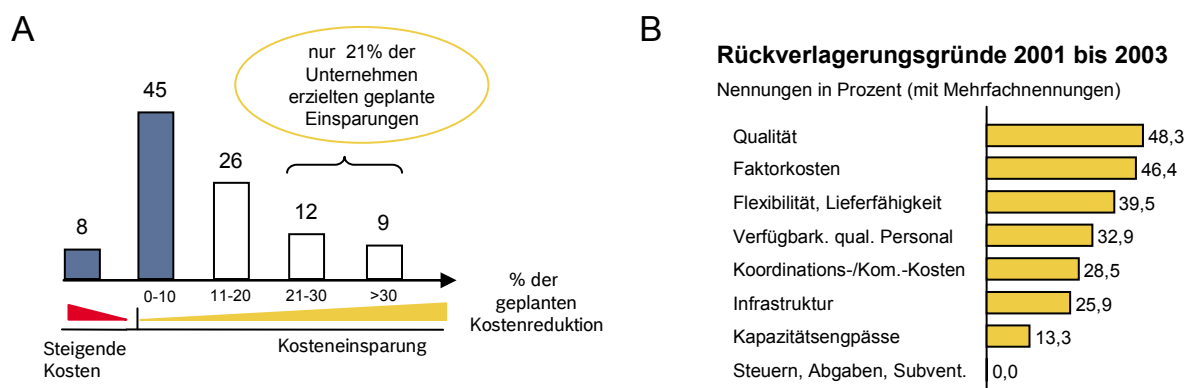 A
nur 21% der
Unternehmen
erzielten geplante
Einsparungen
45
26
8
12
9
0-10
11-20
21-30
>30
% der
geplanten
Kostenreduktion
Steigende
Kosten
Kosteneinsparung
B
Rückverlagerungsgründe 2001 bis 2003
Nennungen in Prozent (mit Mehrfachnennungen)
Qualität 48,3
Faktorkosten 46,4
Flexibilität, Lieferfähigkeit 39,5
Verfügbark. qual. Personal 32,9
Koordinations-/Kom.-Kosten 28,5
Infrastruktur 25,9
Kapazitätsengpässe 13,3
Steuern, Abgaben, Subvent. 0,0